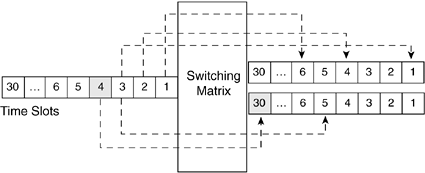 30 ... 6 5 4 3 2 1
Time Slots
Switching
Matrix
30 ... 6 5 4 3 2 1
30 ... 6 5 4 3 2 1